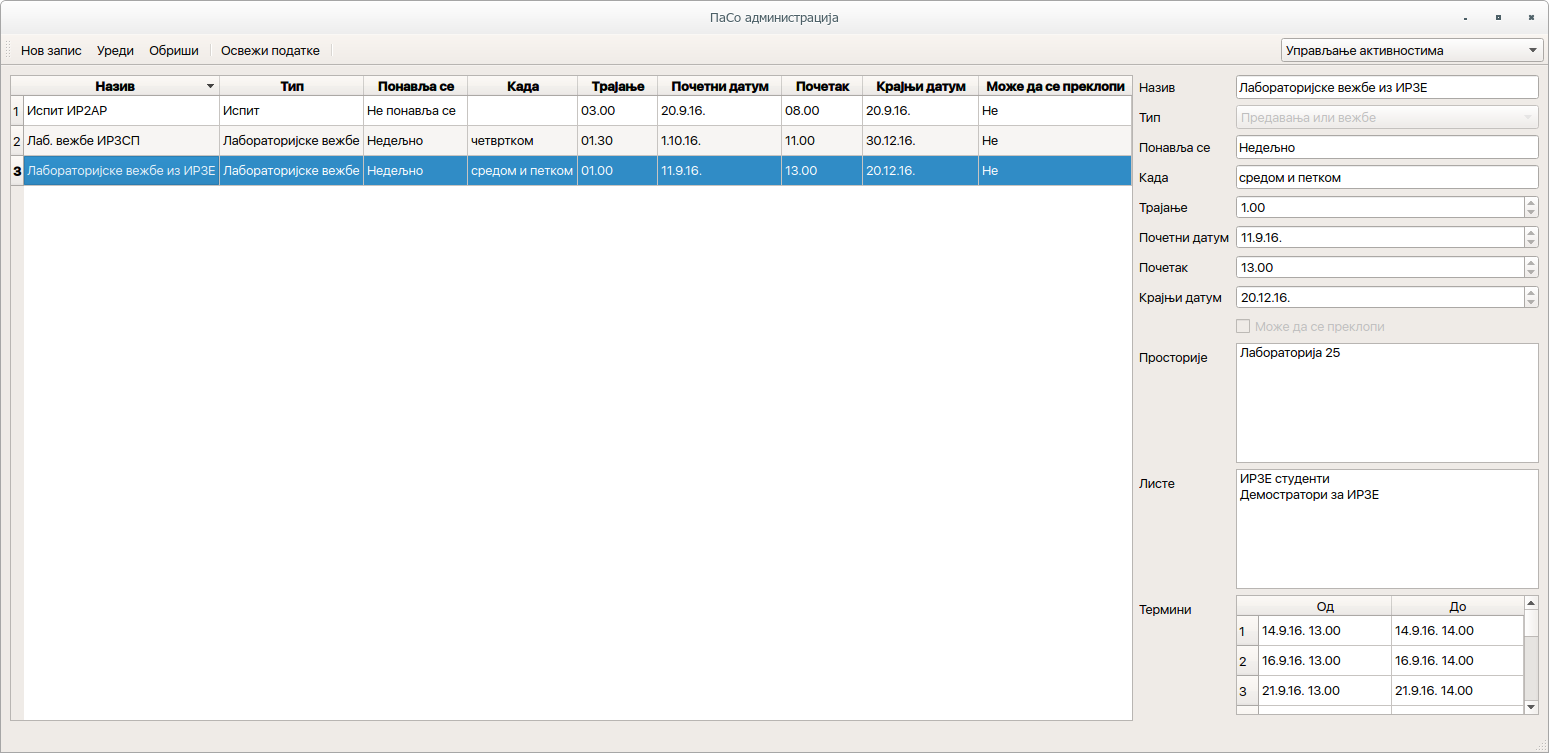 ПаСо администрација
Нов запис Уреди Обриши Освежи податке Управљање активностима
Назив Тип Понавља се Када Трајање Почетни датум Почетак Крајњи датум Може да се преклопи
1 Испит ИР2АР Испит Не понавља се 03.00 20.9.16. 08.00 20.9.16. Не
2 Лаб. вежбе ИР3СП Лабораторијске вежбе Недељно четвртком 01.30 1.10.16. 11.00 30.12.16. Не
3 Лабораторијске вежбе из ИР3Е Лабораторијске вежбе Недељно средом и петком 01.00 11.9.16. 13.00 20.12.16. Не
Назив Лабораторијске вежбе из ИР3Е
Тип Предавања или вежбе
Понавља се Недељно
Када средом и петком
Трајање 1.00
Почетни датум 11.9.16.
Почетак 13.00
Крајњи датум 20.12.16.
Може да се преклопи
Просторије Лабораторија 25
Листе ИР3Е студенти
Демостратори за ИР3Е
Термини Од До
1 14.9.16. 13.00 14.9.16. 14.00
2 16.9.16. 13.00 16.9.16. 14.00
3 21.9.16. 13.00 21.9.16. 14.00